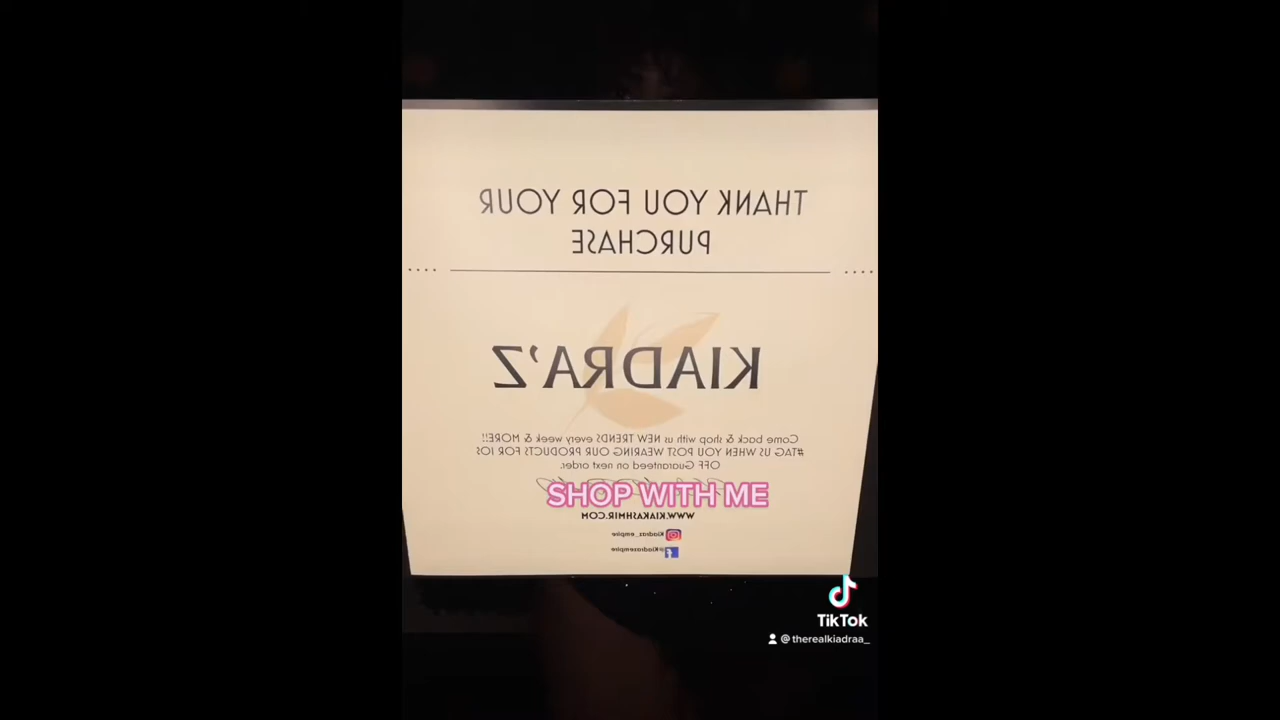 THANK YOU FOR YOUR
PURCHASE
KIADRA'Z
Come back & shop with us NEW TRENDS every week & MORE!!
#TAG US WHEN YOU POST WEARING OUR PRODUCTS FOR 10$
OFF Guaranteed on next order.
SHOP WITH ME
WWW.KIAKASHMIR.COM
Kiadraz_empire
@Kiadrazempire
TikTok
@therealkiadraa_